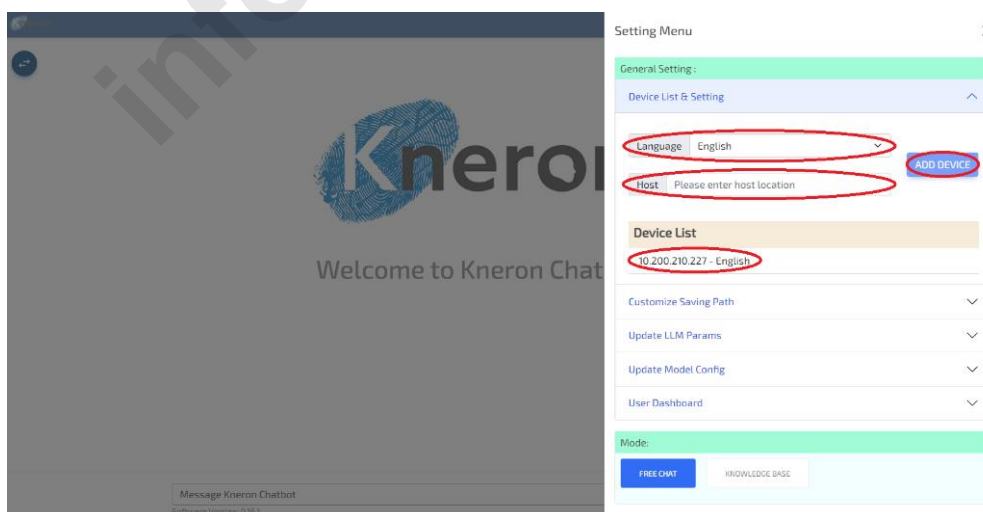 Setting Menu
General Setting :
Device List & Setting
Language English
ADD DEVICE
Host Please enter host location
Device List
10.200.210.227 - English
Customize Saving Path
Update LLM Params
Update Model Config
User Dashboard
Mode:
FREE CHAT KNOWLEDGE BASE
Kneron
Welcome to Kneron Chat
Message Kneron Chatbot